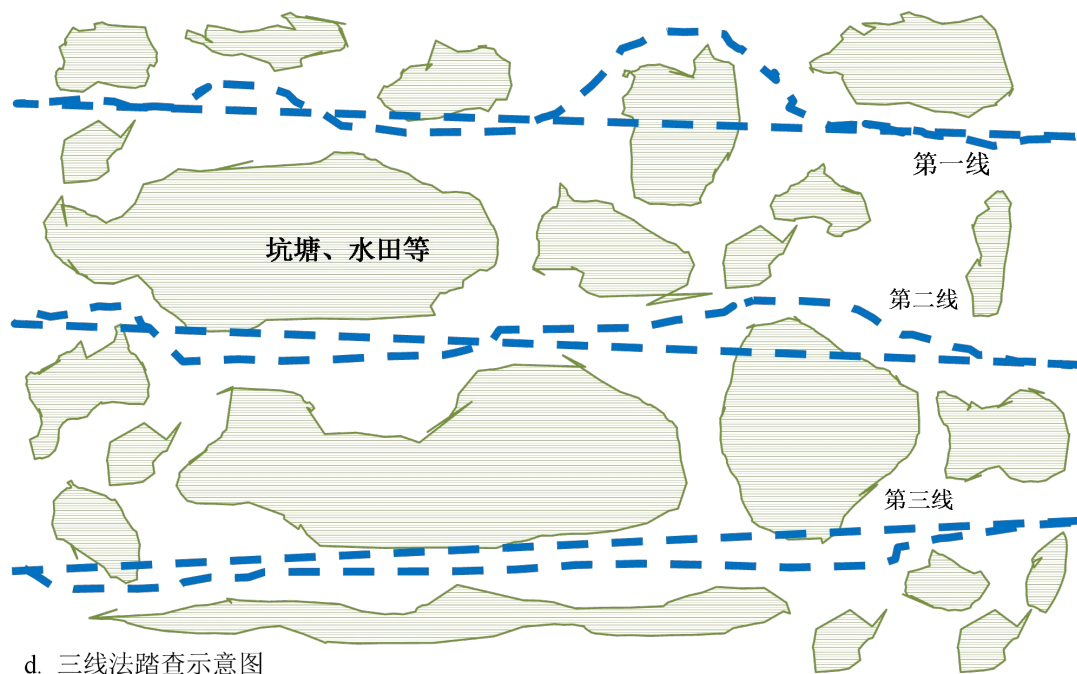 第一线
坑塘、水田等
第二线
第三线
d. 三线法踏查示意图